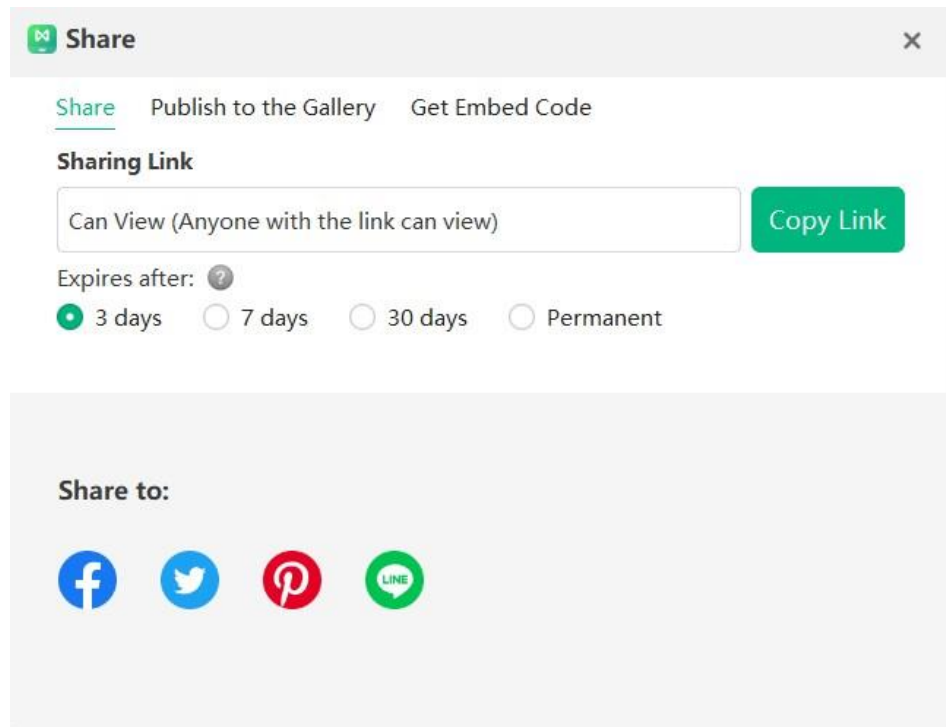 Share
Share Publish to the Gallery Get Embed Code
Sharing Link
Can View (Anyone with the link can view) Copy Link
Expires after: ?
3 days 7 days 30 days Permanent
Share to:
LINE